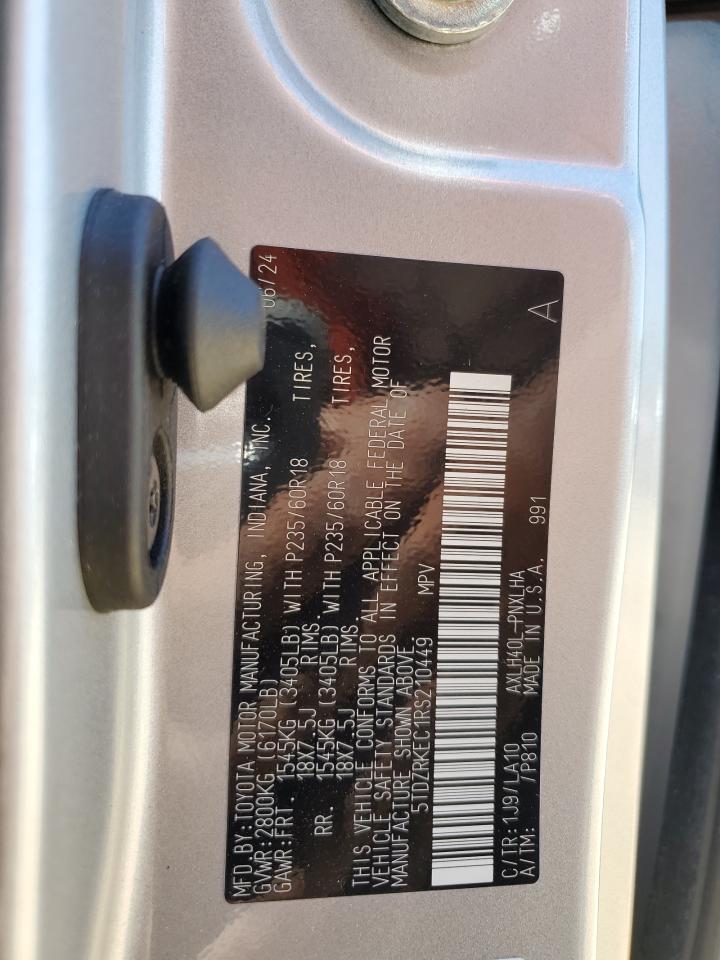 MFD.BY:TOYOTA MOTOR MANUFACTURING, INDIANA, INC. 06/24
GVWR:2800KG (6170LB)
GAWR:FRT. 1545KG (3405LB) WITH P235/60R18 TIRES,
18X7.5J RIMS.
RR. 1545KG (3405LB) WITH P235/60R18 TIRES,
18X7.5J RIMS.
THIS VEHICLE CONFORMS TO ALL APPLICABLE FEDERAL MOTOR
VEHICLE SAFETY STANDARDS IN EFFECT ON THE DATE OF
MANUFACTURE SHOWN ABOVE.
5TDZRKEC1RS210449 MPV
C/TR:1J9/LA10 AXLH40L-PNXLHA
A/TM: /P810 MADE IN U.S.A. 991 A